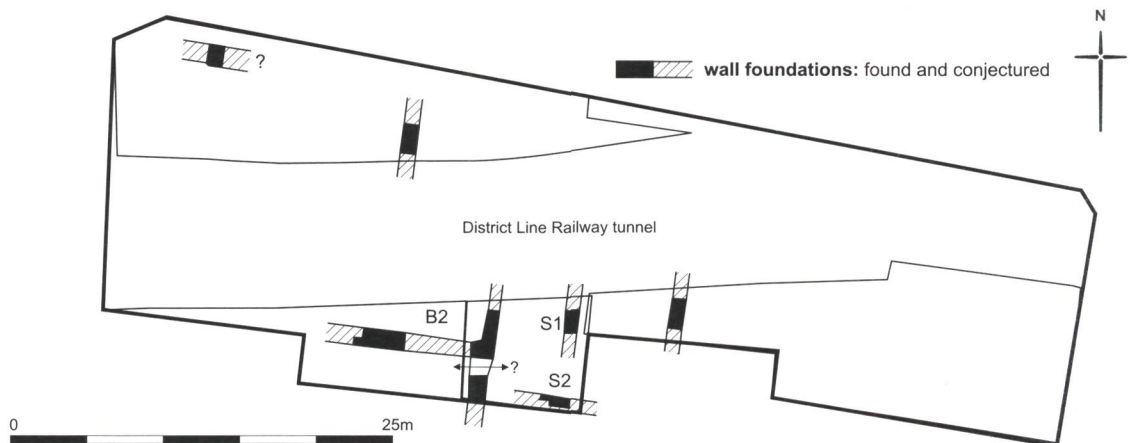 N
?
wall foundations: found and conjectured
District Line Railway tunnel
B2
S1
?
S2
0
25m